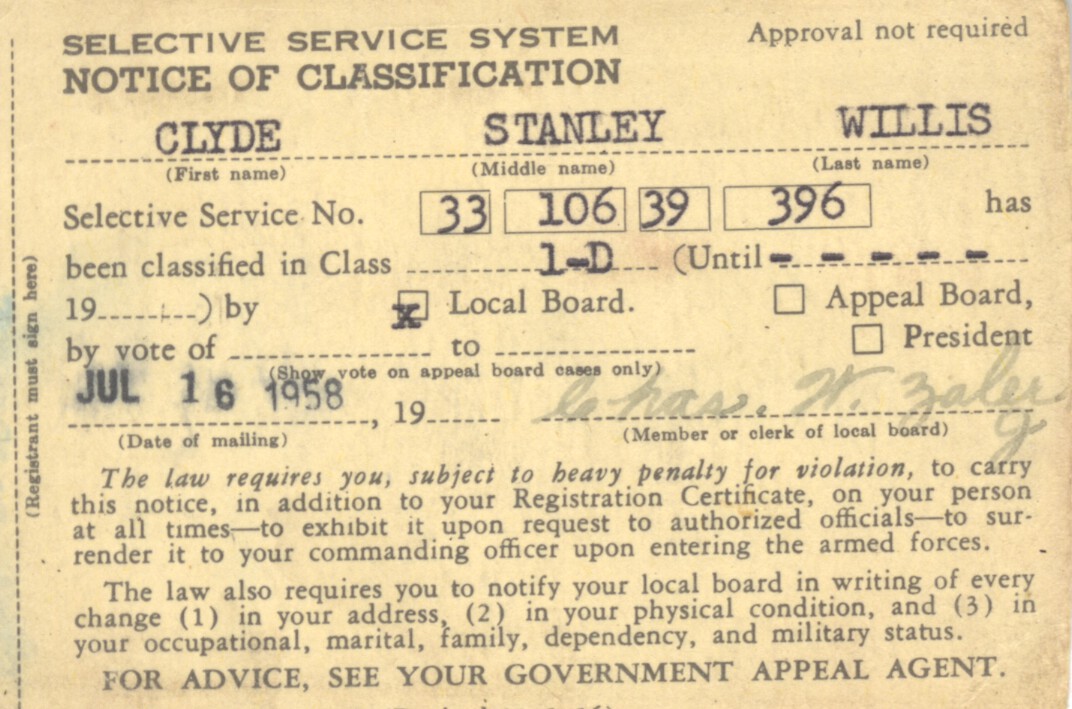 SELECTIVE SERVICE SYSTEM Approval not required
NOTICE OF CLASSIFICATION
CLYDE STANLEY WILLIS
(First name) (Middle name) (Last name)
Selective Service No. 33 106 39 396 has
been classified in Class 1-D (Until - - - - -
19......) by x Local Board. Appeal Board,
President
by vote of to
(Show vote on appeal board cases only)
JUL 16 1958, 19 Chas. W.
(Date of mailing) (Member or clerk of local board)
The law requires you, subject to heavy penalty for violation, to carry
this notice, in addition to your Registration Certificate, on your person
at all times—to exhibit it upon request to authorized officials—to sur-
render it to your commanding officer upon entering the armed forces.
The law also requires you to notify your local board in writing of every
change (1) in your address, (2) in your physical condition, and (3) in
your occupational, marital, family, dependency, and military status.
FOR ADVICE, SEE YOUR GOVERNMENT APPEAL AGENT.
(Registrant must sign here)